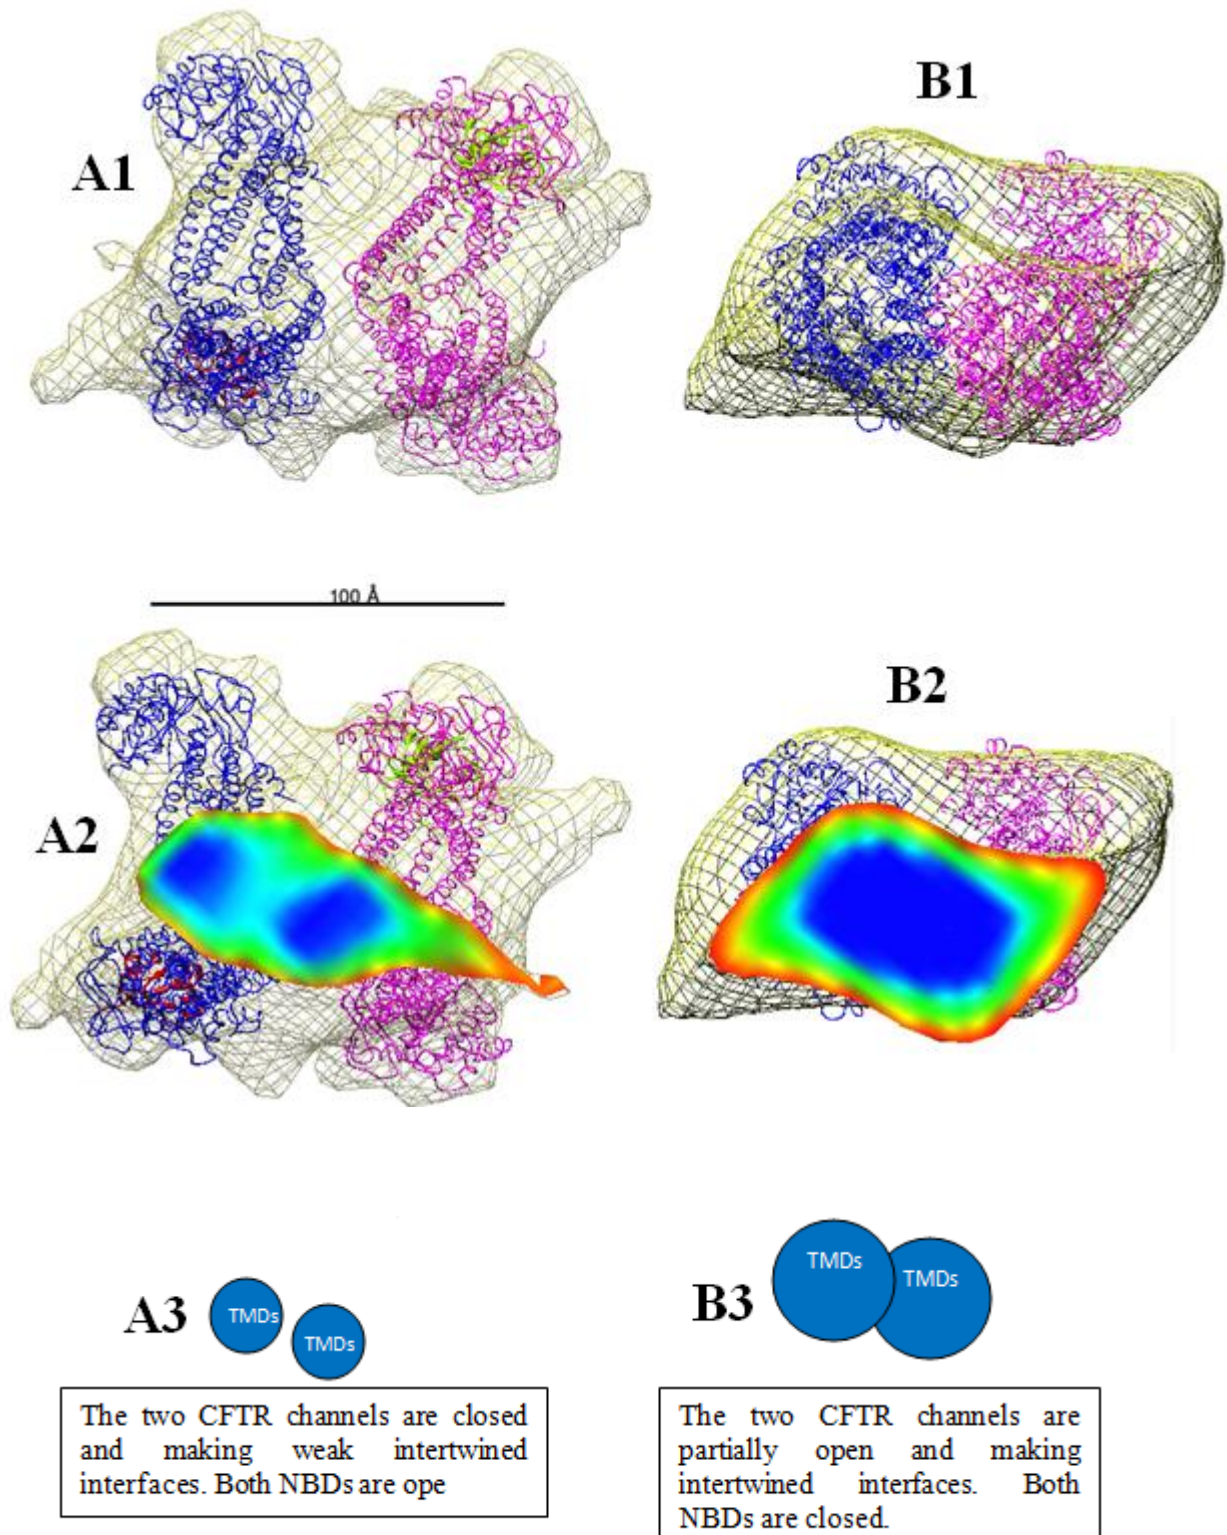 B1
A1
100 Å
B2
A2
TMDs
TMDs
B3
A3
TMDs
TMDs
The two CFTR channels are closed
and making weak intertwined
interfaces. Both NBDs are ope
The two CFTR channels are
partially open and making
intertwined interfaces. Both
NBDs are closed.